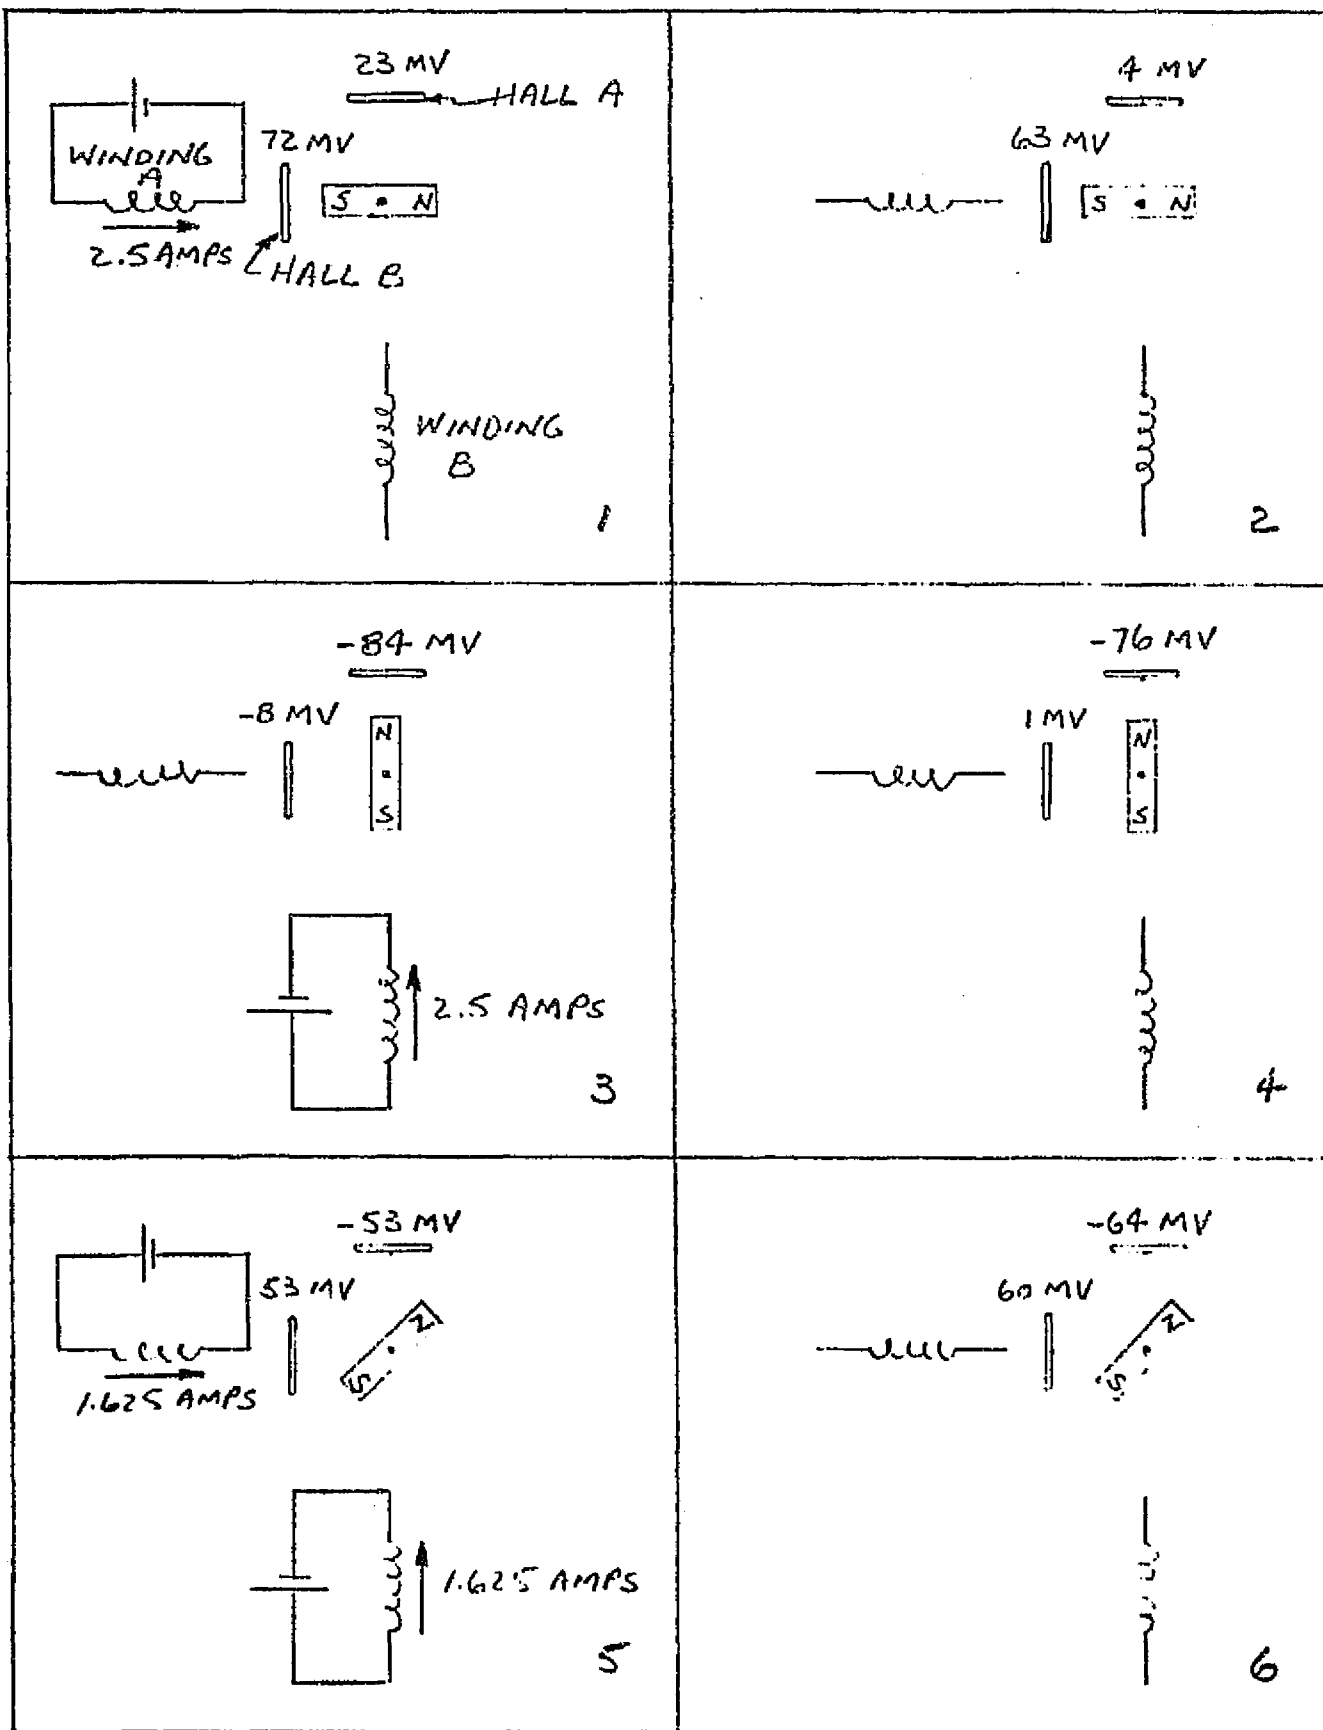 23 MV
HALL A
72 MV
WINDING
A
S N
2.5 AMPS
HALL B
WINDING
B
1
4 MV
63 MV
S N
2
-84 MV
-8 MV
N
S
2.5 AMPS
3
-76 MV
1 MV
N
S
4
-53 MV
53 MV
N
S
1.625 AMPS
1.625 AMPS
5
-64 MV
60 MV
N
S
6